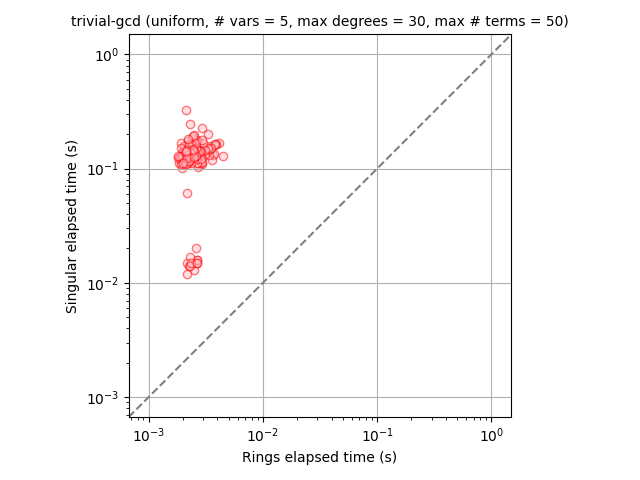 trivial-gcd (uniform, # vars = 5, max degrees = 30, max # terms = 50)
Singular elapsed time (s)
10⁰
10⁻¹
10⁻²
10⁻³
10⁻³ 10⁻² 10⁻¹ 10⁰
Rings elapsed time (s)